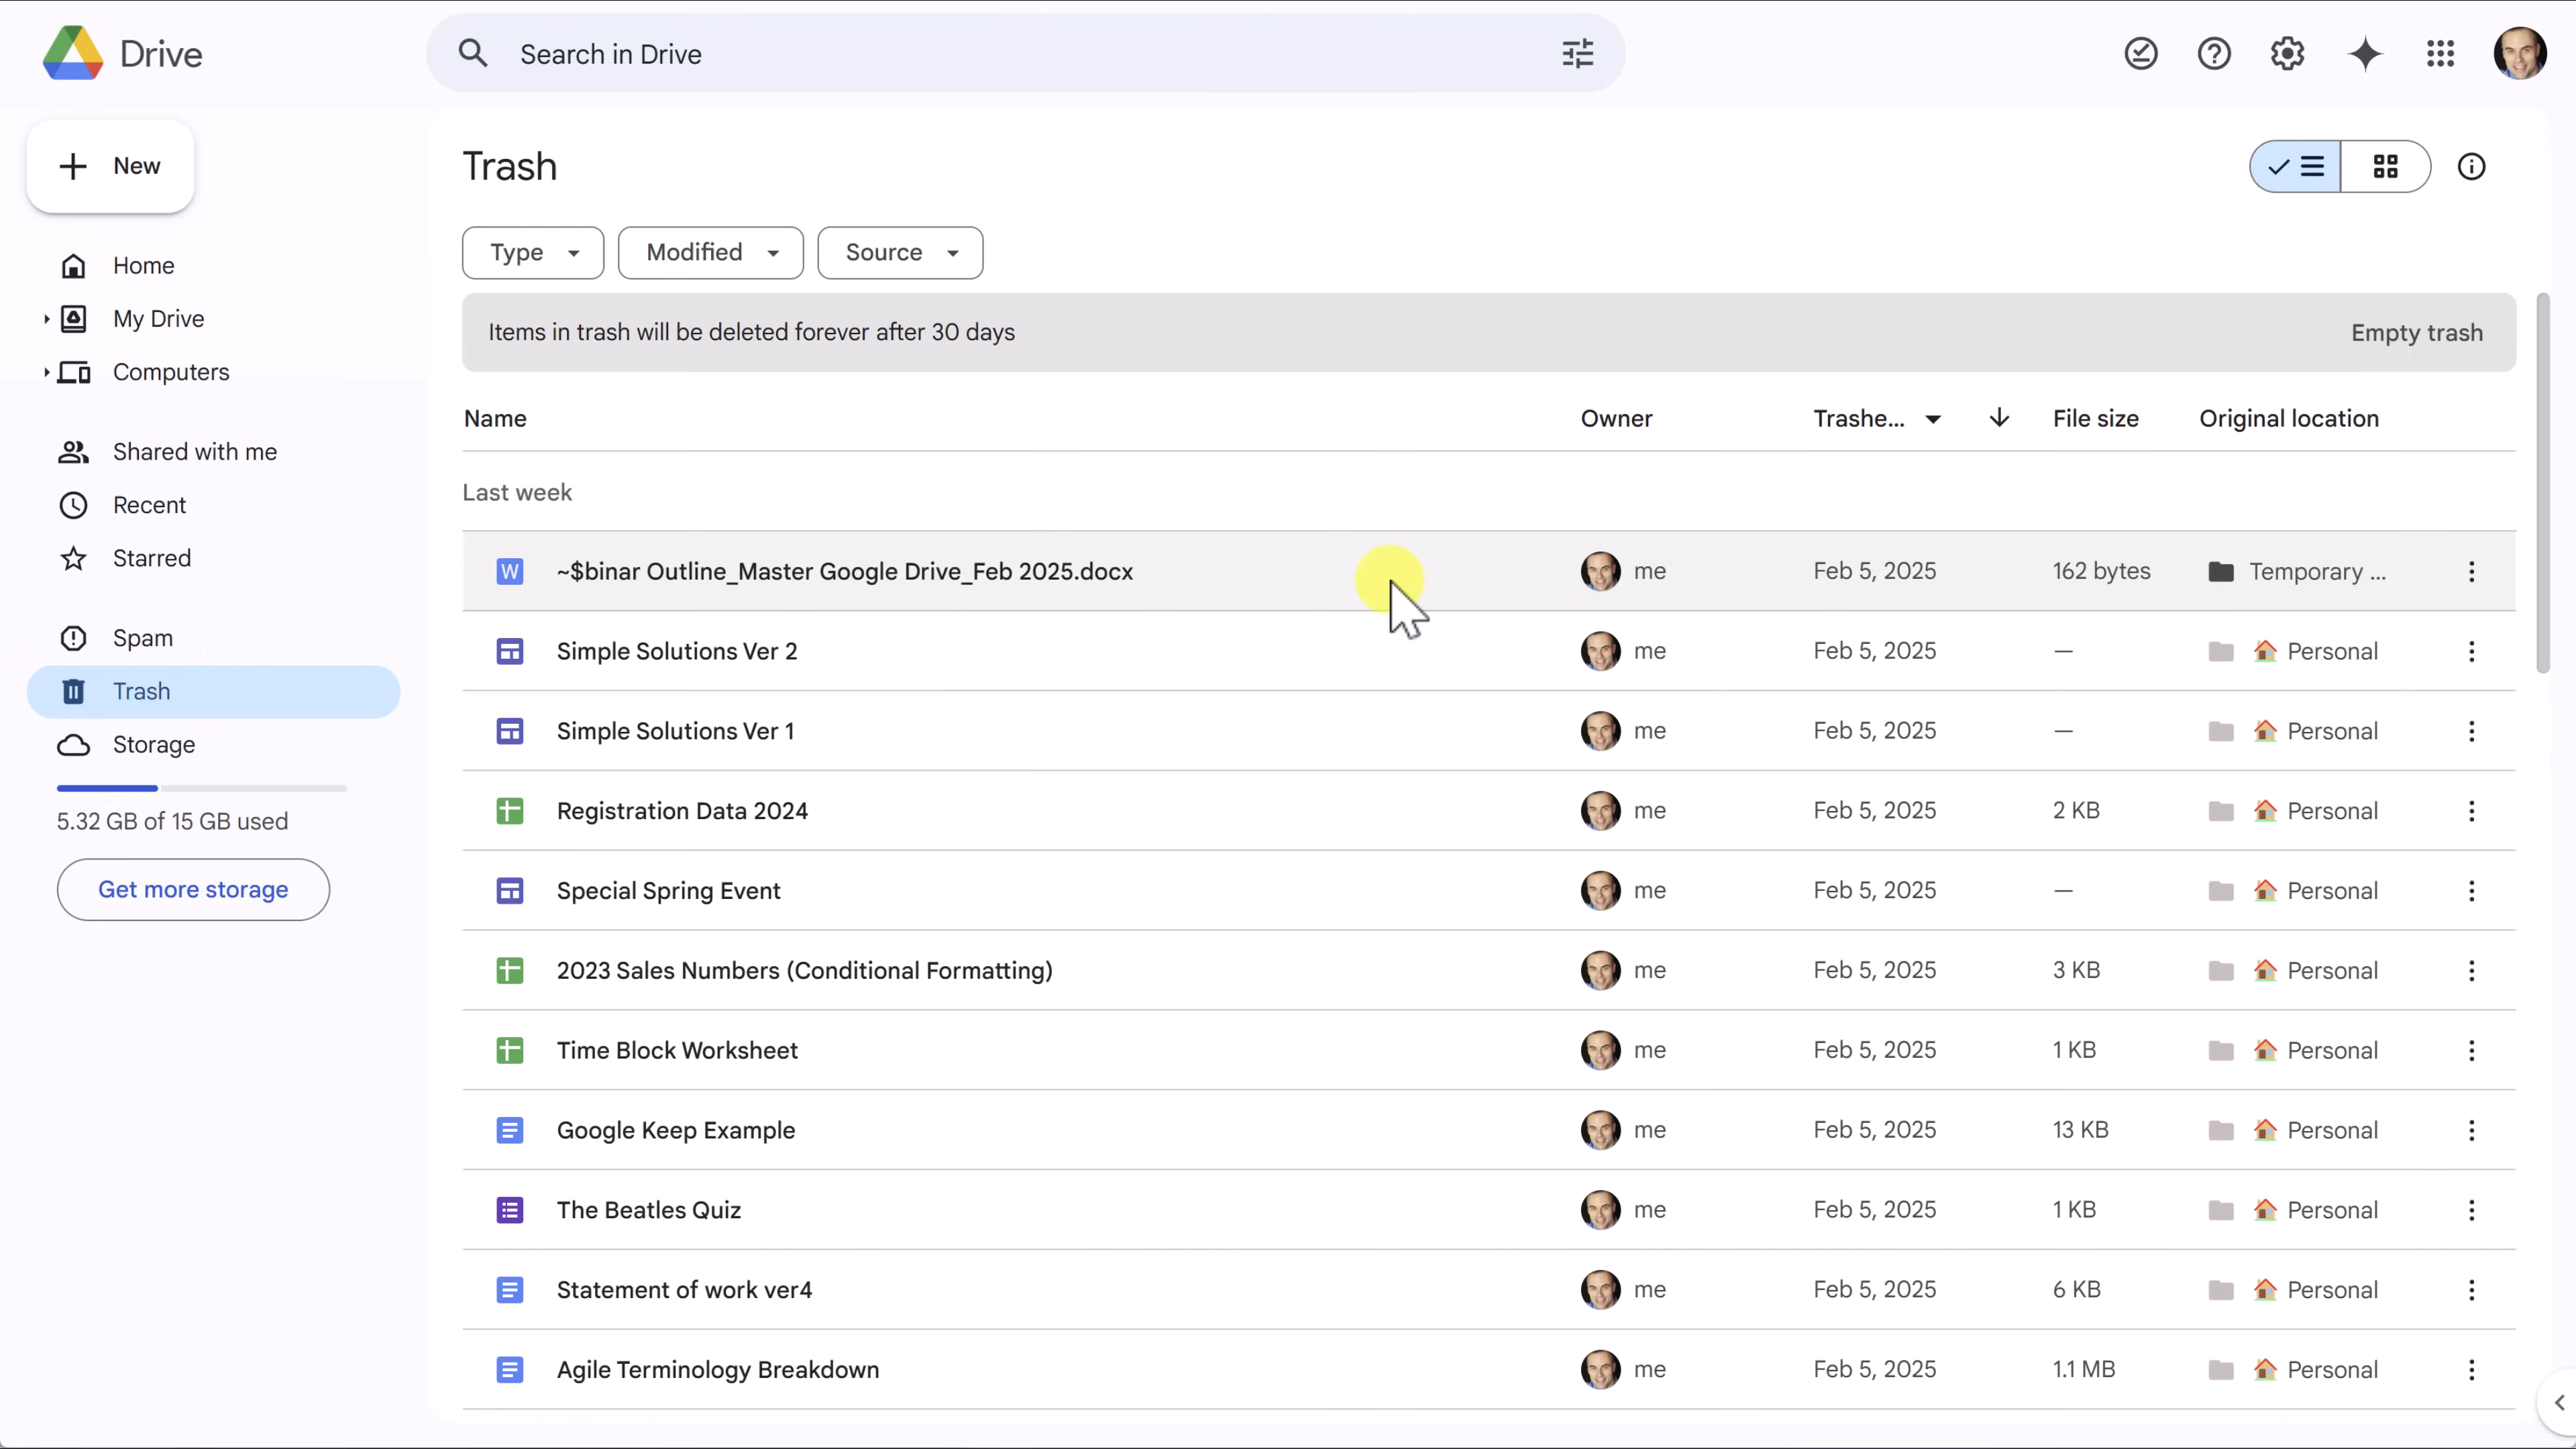 Drive
Search in Drive
New
Home
My Drive
Computers
Shared with me
Recent
Starred
Spam
Trash
Storage
5.32 GB of 15 GB used
Get more storage
Trash
Type Modified Source
Items in trash will be deleted forever after 30 days Empty trash
Name Owner Trashe... File size Original location
Last week
W ~$binar Outline_Master Google Drive_Feb 2025.docx me Feb 5, 2025 162 bytes Temporary ...
Simple Solutions Ver 2 me Feb 5, 2025 — Personal
Simple Solutions Ver 1 me Feb 5, 2025 — Personal
Registration Data 2024 me Feb 5, 2025 2 KB Personal
Special Spring Event me Feb 5, 2025 — Personal
2023 Sales Numbers (Conditional Formatting) me Feb 5, 2025 3 KB Personal
Time Block Worksheet me Feb 5, 2025 1 KB Personal
Google Keep Example me Feb 5, 2025 13 KB Personal
The Beatles Quiz me Feb 5, 2025 1 KB Personal
Statement of work ver4 me Feb 5, 2025 6 KB Personal
Agile Terminology Breakdown me Feb 5, 2025 1.1 MB Personal